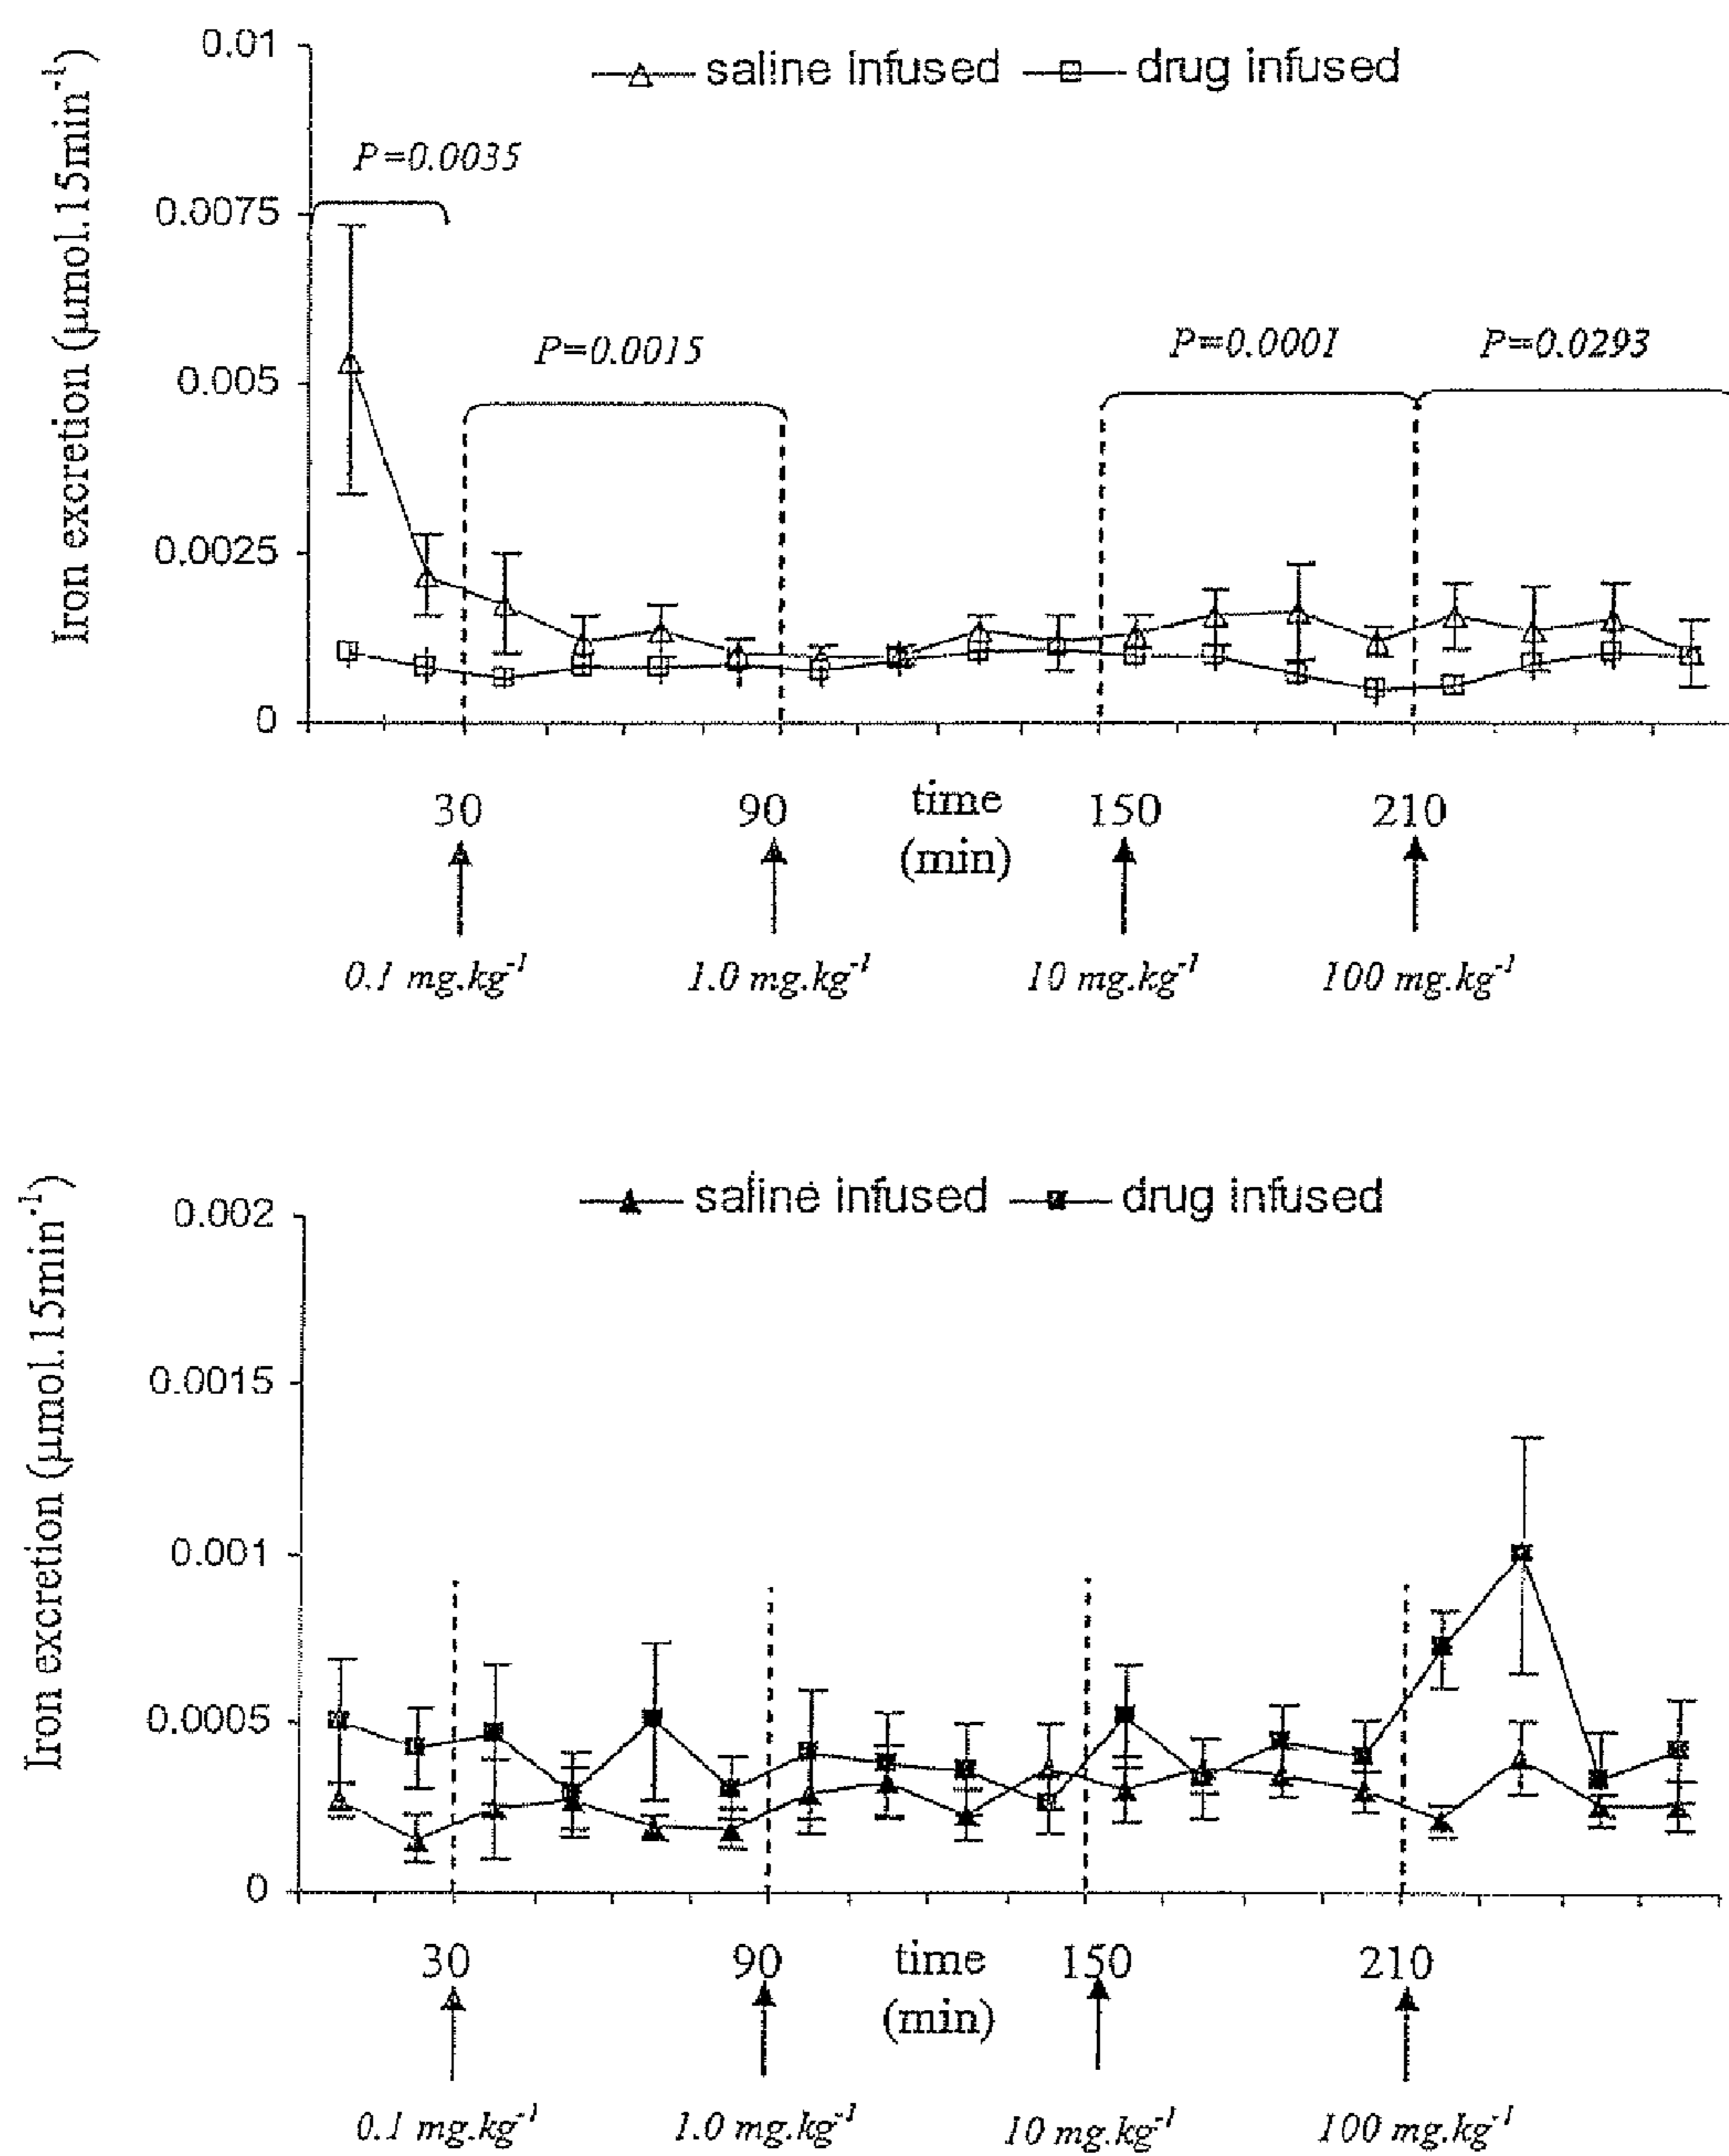 Iron excretion (μmol.15min⁻¹)
0.01
0.0075
0.005
0.0025
0
saline infused
drug infused
P=0.0035
P=0.0015
P=0.0001
P=0.0293
30
90
time
(min)
150
210
0.1 mg.kg⁻¹
1.0 mg.kg⁻¹
10 mg.kg⁻¹
100 mg.kg⁻¹
Iron excretion (μmol.15min⁻¹)
0.002
0.0015
0.001
0.0005
0
saline infused
drug infused
30
90
time
(min)
150
210
0.1 mg.kg⁻¹
1.0 mg.kg⁻¹
10 mg.kg⁻¹
100 mg.kg⁻¹